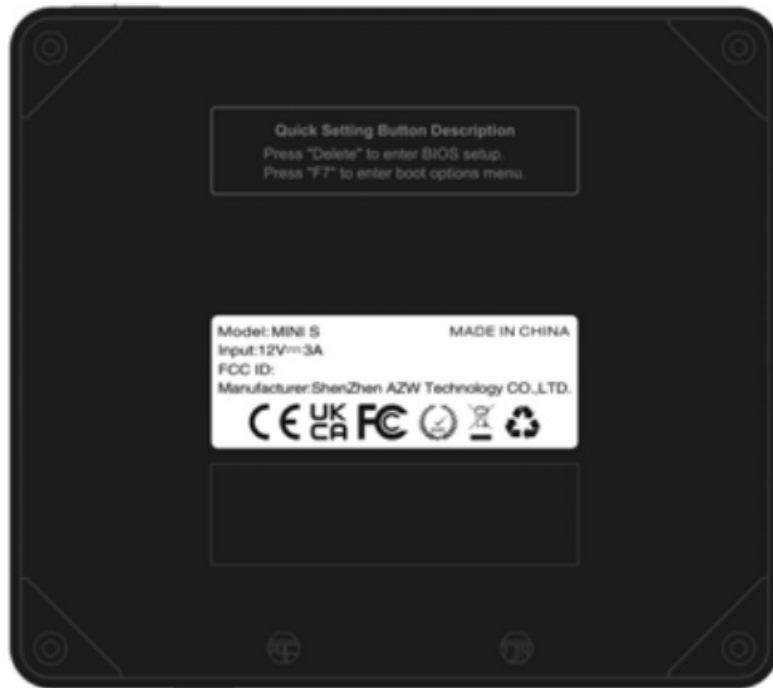 Quick Setting Button Description
Press "Delete" to enter BIOS setup.
Press "F7" to enter boot options menu.
Model:MINI S MADE IN CHINA
Input:12V⎓3A
FCC ID:
Manufacturer:ShenZhen AZW Technology CO.,LTD.
CE UK CA FC